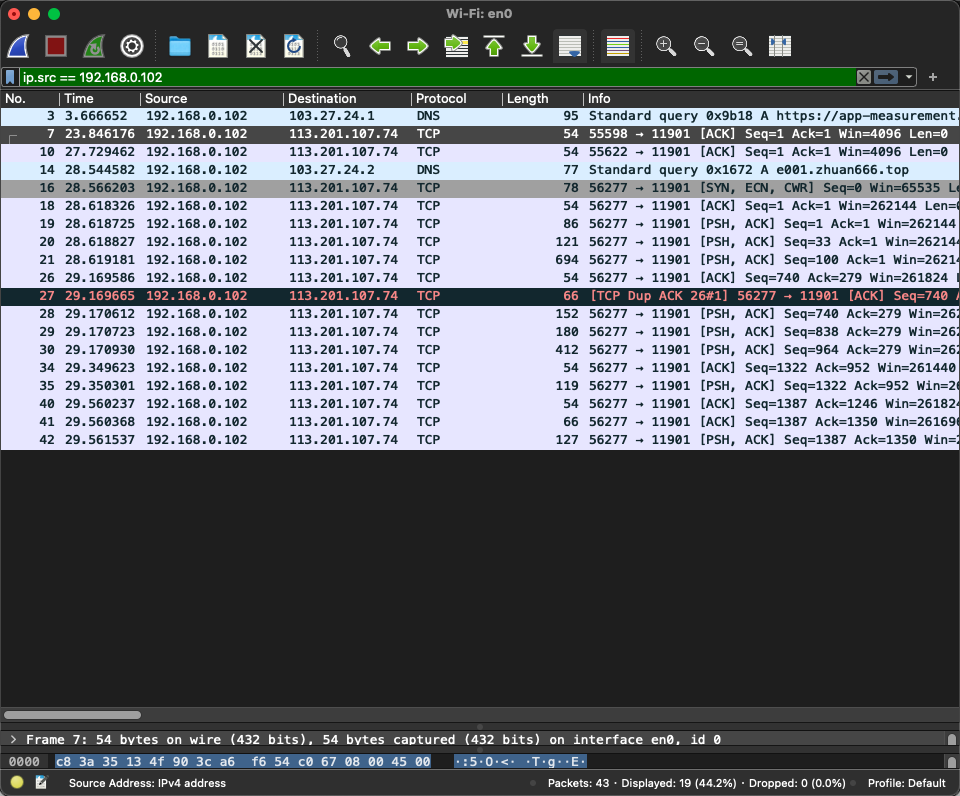 Wi-Fi: en0
ip.src == 192.168.0.102
No. Time Source Destination Protocol Length Info
3 3.666652 192.168.0.102 103.27.24.1 DNS 95 Standard query 0x9b18 A https://app-measurement.
7 23.846176 192.168.0.102 113.201.107.74 TCP 54 55598 → 11901 [ACK] Seq=1 Ack=1 Win=4096 Len=0
10 27.729462 192.168.0.102 113.201.107.74 TCP 54 55622 → 11901 [ACK] Seq=1 Ack=1 Win=4096 Len=0
14 28.544582 192.168.0.102 103.27.24.2 DNS 77 Standard query 0x1672 A e001.zhuan666.top
16 28.566203 192.168.0.102 113.201.107.74 TCP 78 56277 → 11901 [SYN, ECN, CWR] Seq=0 Win=65535 Le
18 28.618326 192.168.0.102 113.201.107.74 TCP 54 56277 → 11901 [ACK] Seq=1 Ack=1 Win=262144 Len=0
19 28.618725 192.168.0.102 113.201.107.74 TCP 86 56277 → 11901 [PSH, ACK] Seq=1 Ack=1 Win=262144
20 28.618827 192.168.0.102 113.201.107.74 TCP 121 56277 → 11901 [PSH, ACK] Seq=33 Ack=1 Win=262144
21 28.619181 192.168.0.102 113.201.107.74 TCP 694 56277 → 11901 [PSH, ACK] Seq=100 Ack=1 Win=26214
26 29.169586 192.168.0.102 113.201.107.74 TCP 54 56277 → 11901 [ACK] Seq=740 Ack=279 Win=261824 L
27 29.169665 192.168.0.102 113.201.107.74 TCP 66 [TCP Dup ACK 26#1] 56277 → 11901 [ACK] Seq=740 A
28 29.170612 192.168.0.102 113.201.107.74 TCP 152 56277 → 11901 [PSH, ACK] Seq=740 Ack=279 Win=262
29 29.170723 192.168.0.102 113.201.107.74 TCP 180 56277 → 11901 [PSH, ACK] Seq=838 Ack=279 Win=262
30 29.170930 192.168.0.102 113.201.107.74 TCP 412 56277 → 11901 [PSH, ACK] Seq=964 Ack=279 Win=262
34 29.349623 192.168.0.102 113.201.107.74 TCP 54 56277 → 11901 [ACK] Seq=1322 Ack=952 Win=261440
35 29.350301 192.168.0.102 113.201.107.74 TCP 119 56277 → 11901 [PSH, ACK] Seq=1322 Ack=952 Win=26
40 29.560237 192.168.0.102 113.201.107.74 TCP 54 56277 → 11901 [ACK] Seq=1387 Ack=1246 Win=261824
41 29.560368 192.168.0.102 113.201.107.74 TCP 66 56277 → 11901 [ACK] Seq=1387 Ack=1350 Win=261696
42 29.561537 192.168.0.102 113.201.107.74 TCP 127 56277 → 11901 [PSH, ACK] Seq=1387 Ack=1350 Win=2
Frame 7: 54 bytes on wire (432 bits), 54 bytes captured (432 bits) on interface en0, id 0
0000 c8 3a 35 13 4f 90 3c a6 f6 54 c0 67 08 00 45 00 ·:5·O·<· ·T·g··E·
Source Address: IPv4 address Packets: 43 · Displayed: 19 (44.2%) · Dropped: 0 (0.0%) Profile: Default